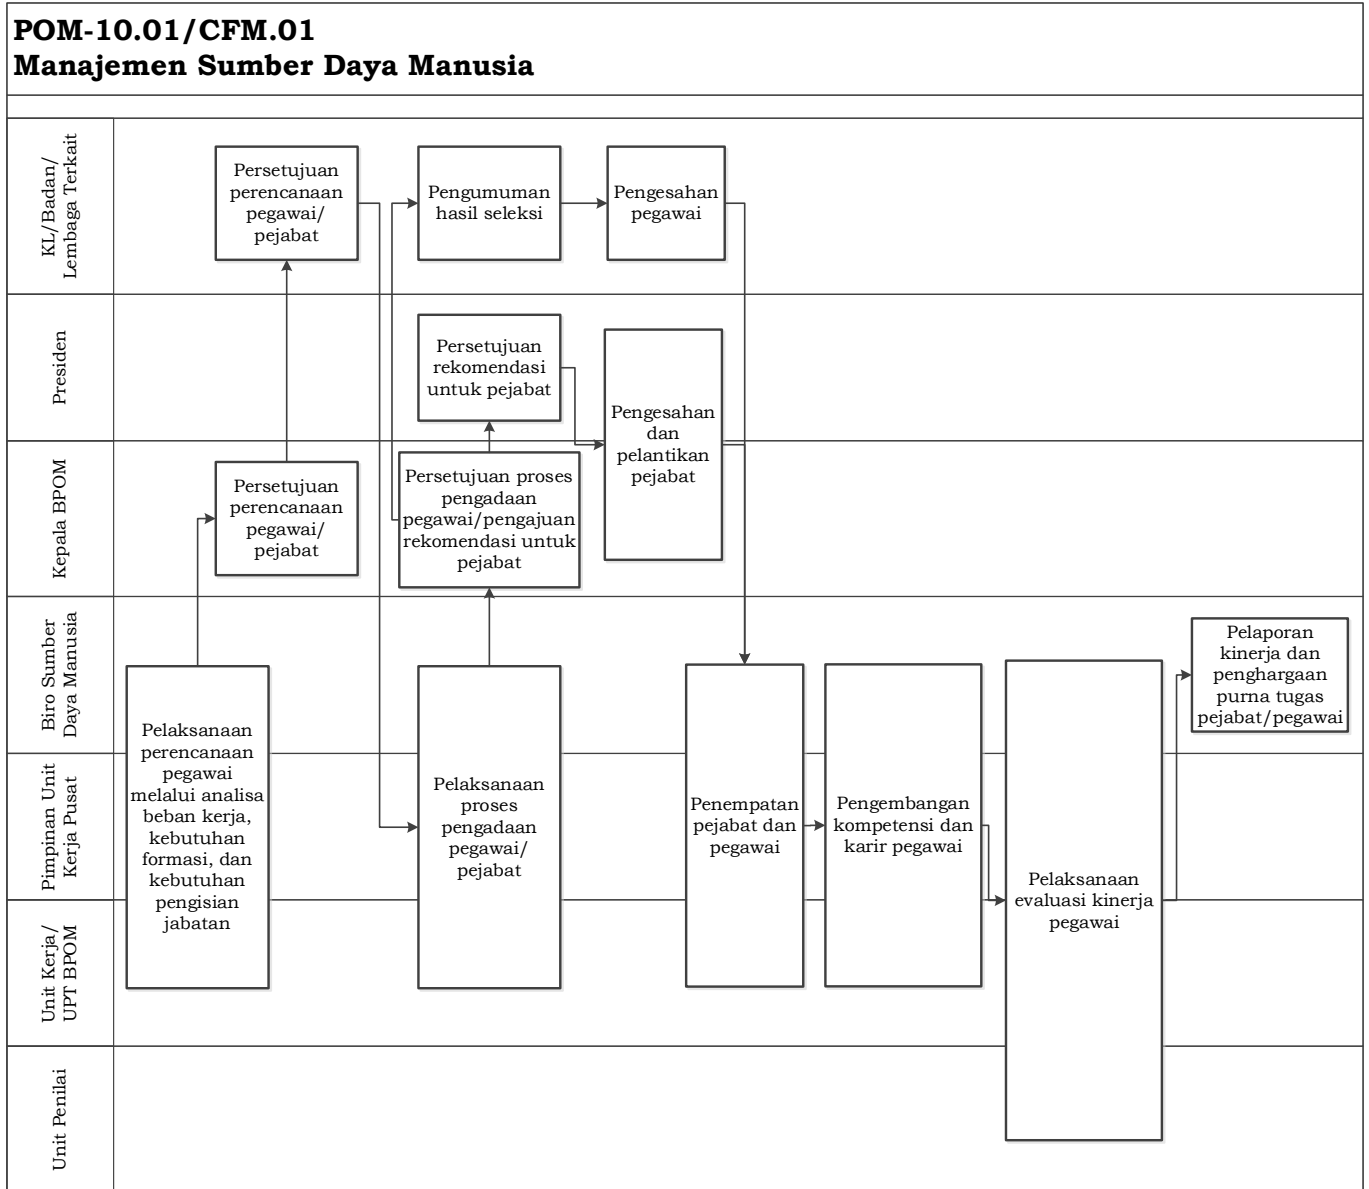 POM-10.01/CFM.01
Manajemen Sumber Daya Manusia
KL/Badan/
Lembaga Terkait
Persetujuan
perencanaan
pegawai/
pejabat
Pengumuman
hasil seleksi
Pengesahan
pegawai
Presiden
Persetujuan
rekomendasi
untuk pejabat
Pengesahan
dan
pelantikan
pejabat
Kepala BPOM
Persetujuan
perencanaan
pegawai/
pejabat
Persetujuan proses
pengadaan
pegawai/pengajuan
rekomendasi untuk
pejabat
Biro Sumber
Daya Manusia
Pelaksanaan
perencanaan
pegawai
melalui analisa
beban kerja,
kebutuhan
formasi, dan
kebutuhan
pengisian
jabatan
Pelaksanaan
proses
pengadaan
pegawai/
pejabat
Penempatan
pejabat dan
pegawai
Pengembangan
kompetensi dan
karir pegawai
Pelaksanaan
evaluasi kinerja
pegawai
Pelaporan
kinerja dan
penghargaan
purna tugas
pejabat/pegawai
Pimpinan Unit
Kerja Pusat
Unit Kerja/
UPT BPOM
Unit Penilai